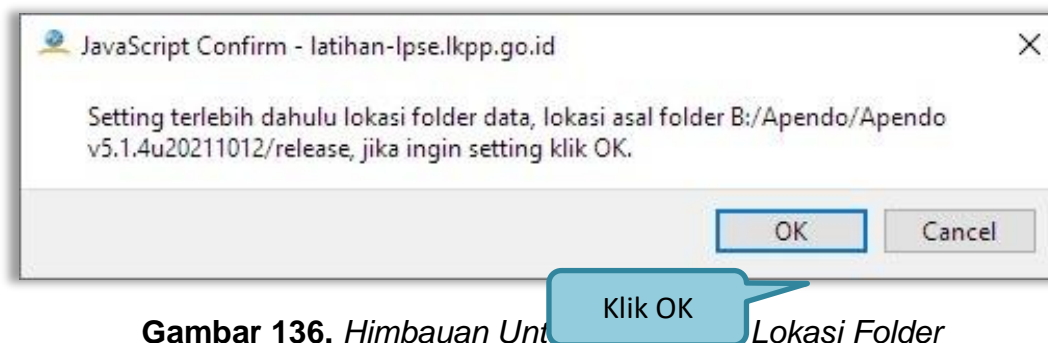 JavaScript Confirm - latihan-lpse.lkpp.go.id
Setting terlebih dahulu lokasi folder data, lokasi asal folder B:/Apendo/Apendo
v5.1.4u20211012/release, jika ingin setting klik OK.
OK Cancel
Klik OK
Gambar 136. Himbauan Lokasi Folder